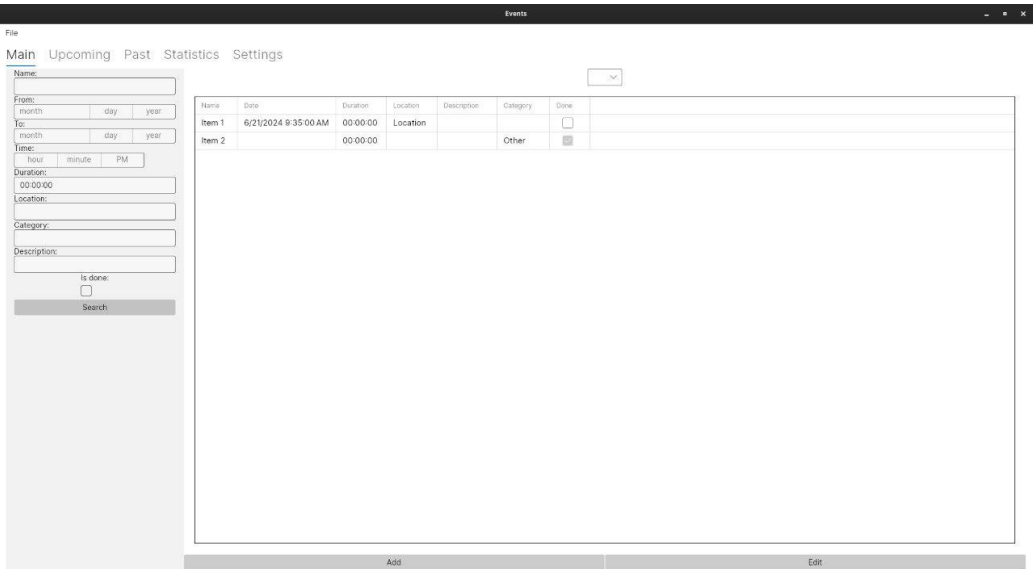 Events
File
Main Upcoming Past Statistics Settings
Name:
From:
month day year
To:
month day year
Time:
hour minute PM
Duration:
00:00:00
Location:
Category:
Description:
Is done:
Search
Name Date Duration Location Description Category Done
Item 1 6/21/2024 9:35:00 AM 00:00:00 Location
Item 2 00:00:00 Other
Add Edit